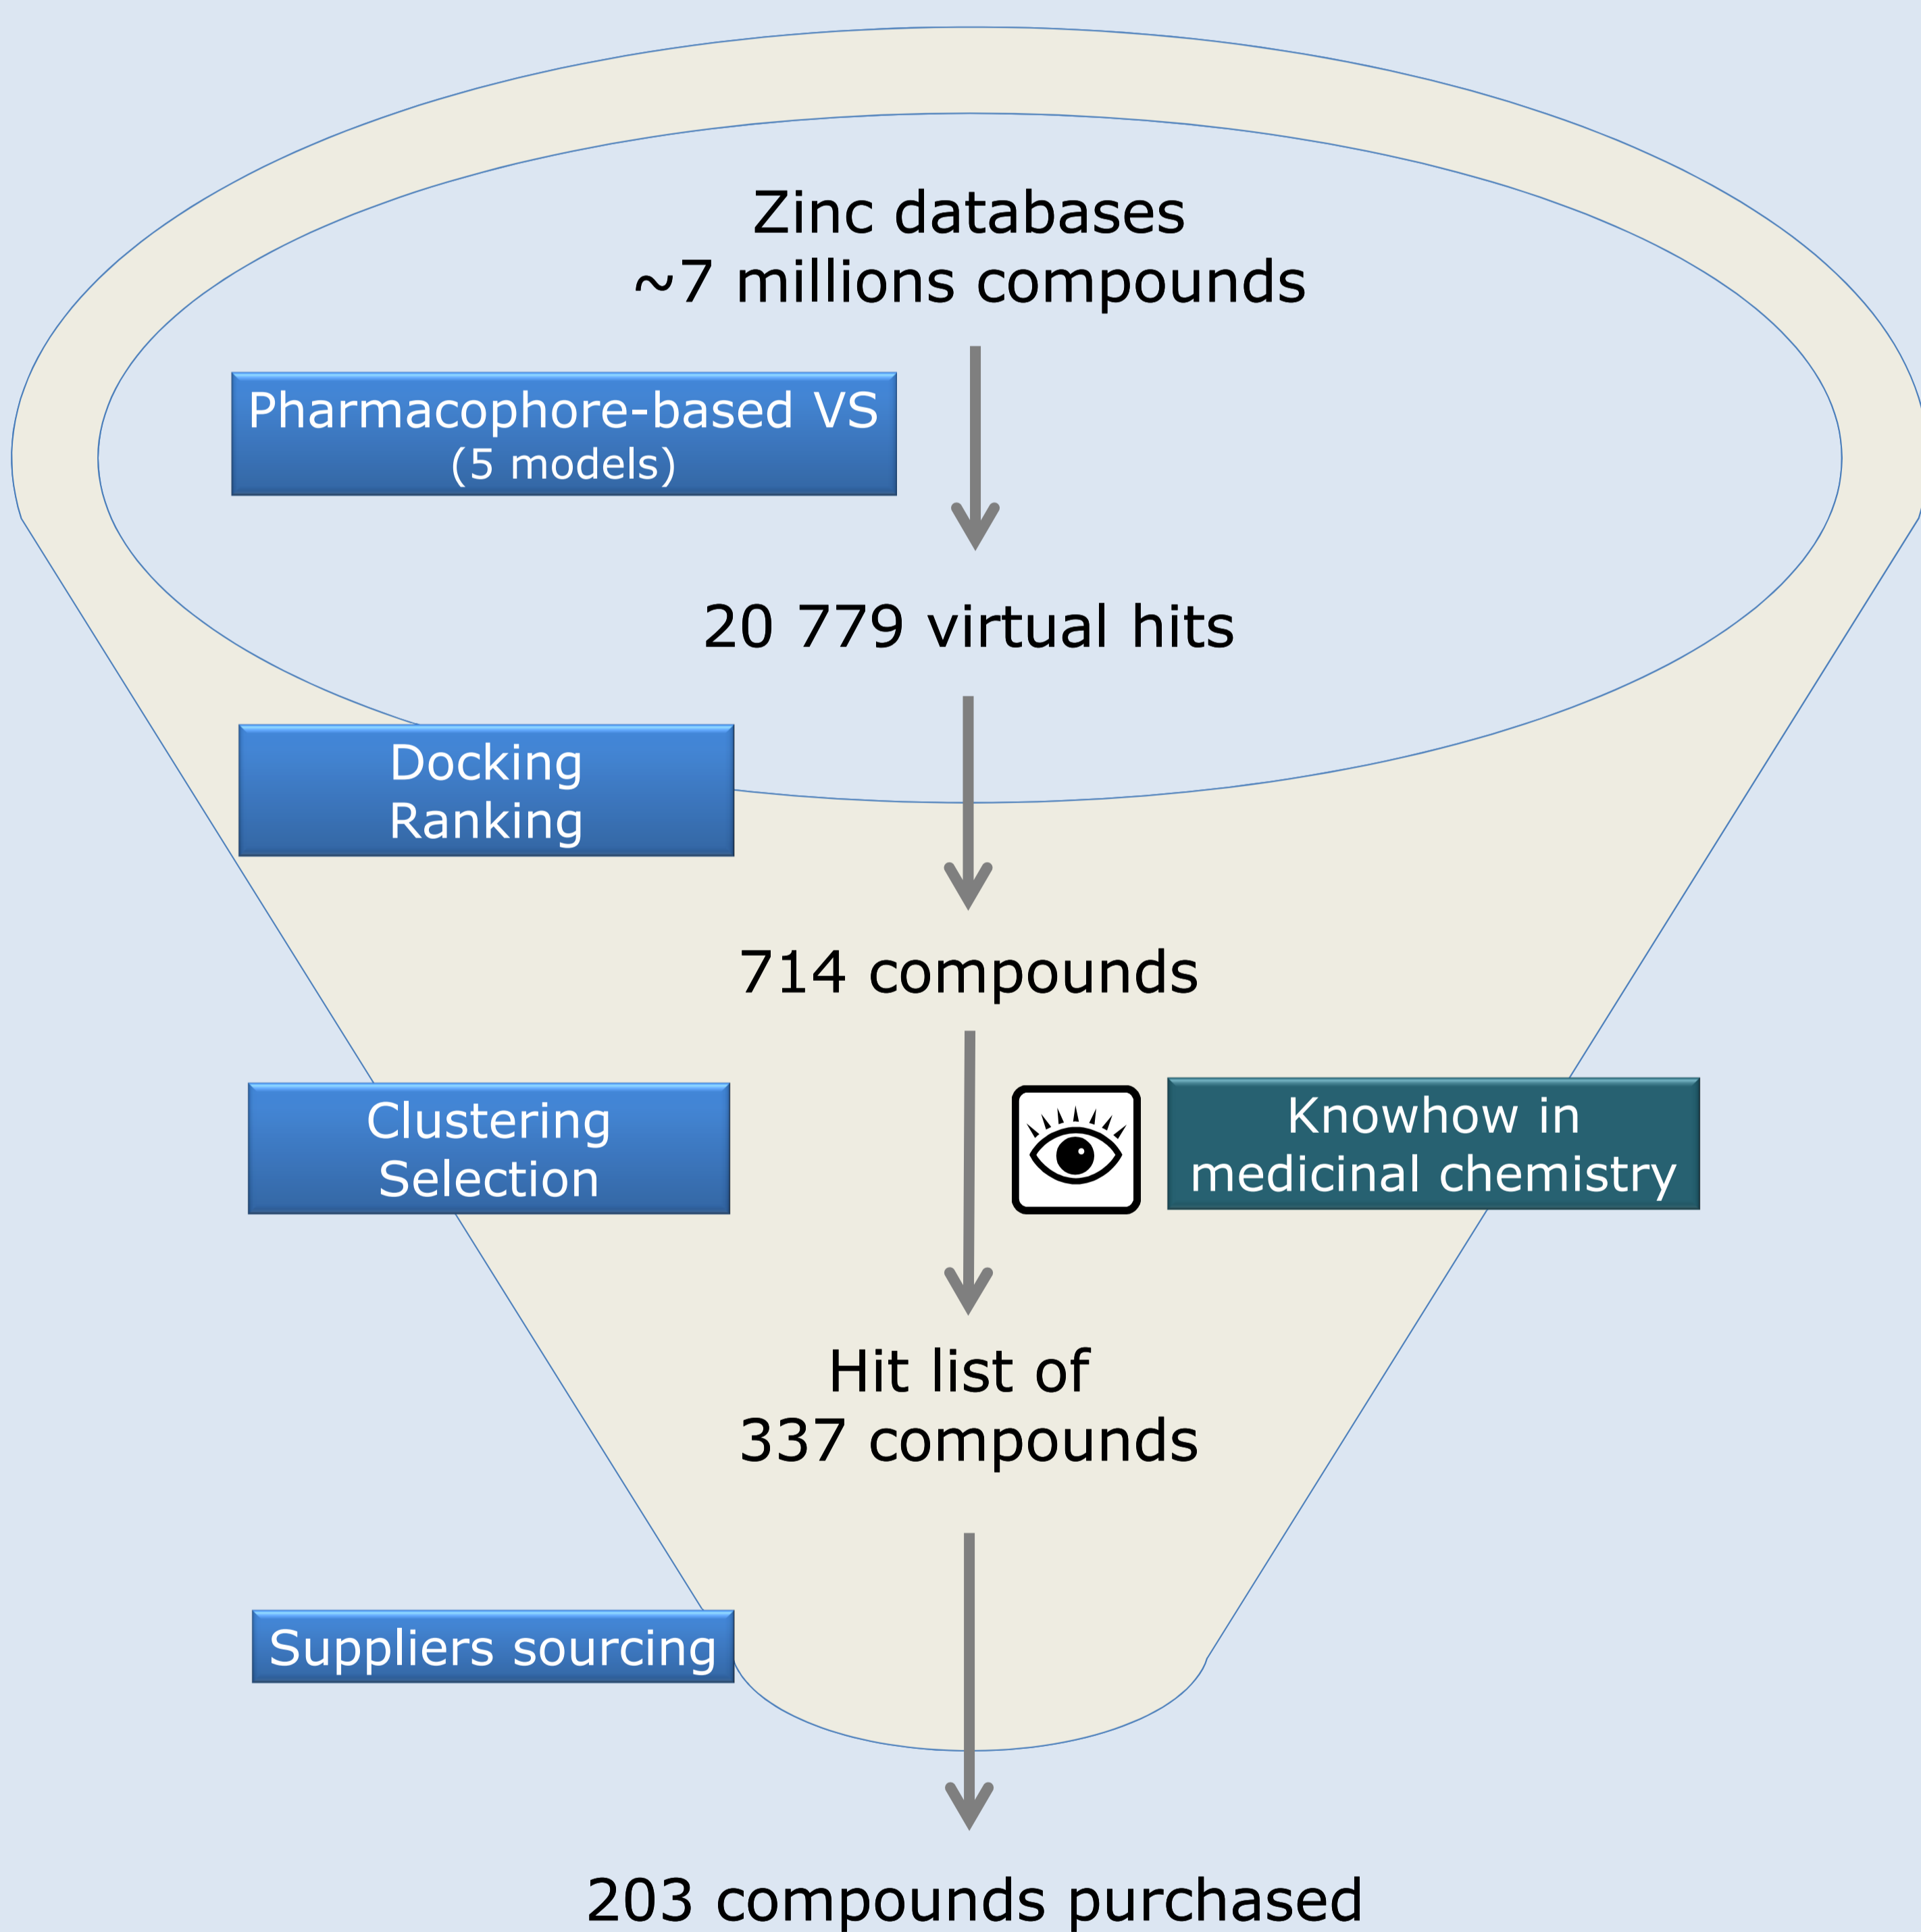 Zinc databases
~7 millions compounds
Pharmacophore-based VS
(5 models)
20 779 virtual hits
Docking
Ranking
714 compounds
Clustering
Selection
Knowhow in
medicinal chemistry
Hit list of
337 compounds
Suppliers sourcing
203 compounds purchased